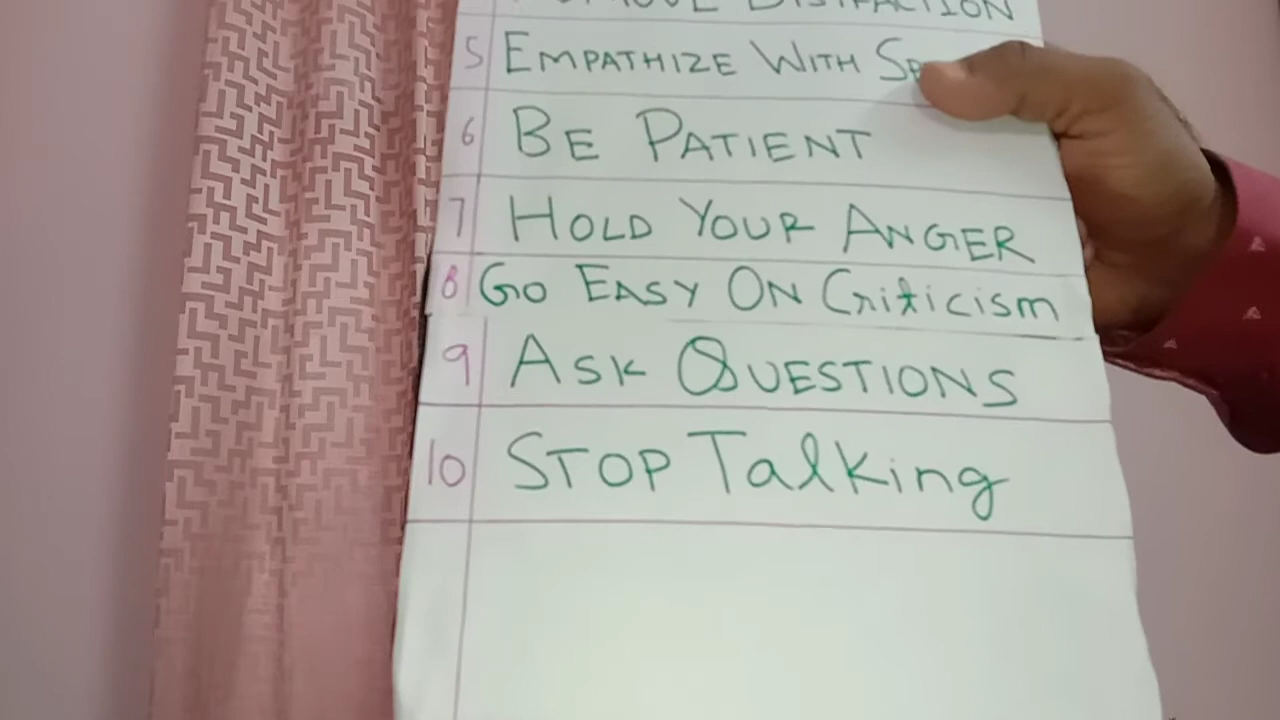 DISTRACTION
5 EMPATHIZE WITH
6 BE PATIENT
7 HOLD YOUR ANGER
8 GO EASY ON CRiticism
9 ASK QUESTIONS
10 STOP Talking